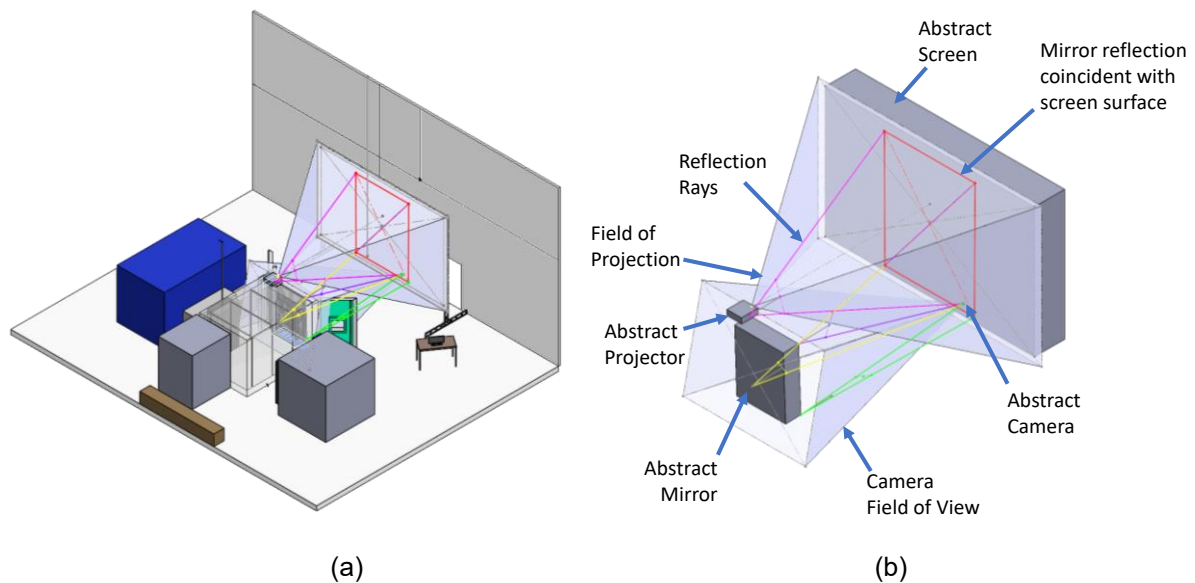 Abstract
Screen
Mirror reflection
coincident with
screen surface
Reflection
Rays
Field of
Projection
Abstract
Projector
Abstract
Mirror
Camera
Field of View
Abstract
Camera
(a)
(b)